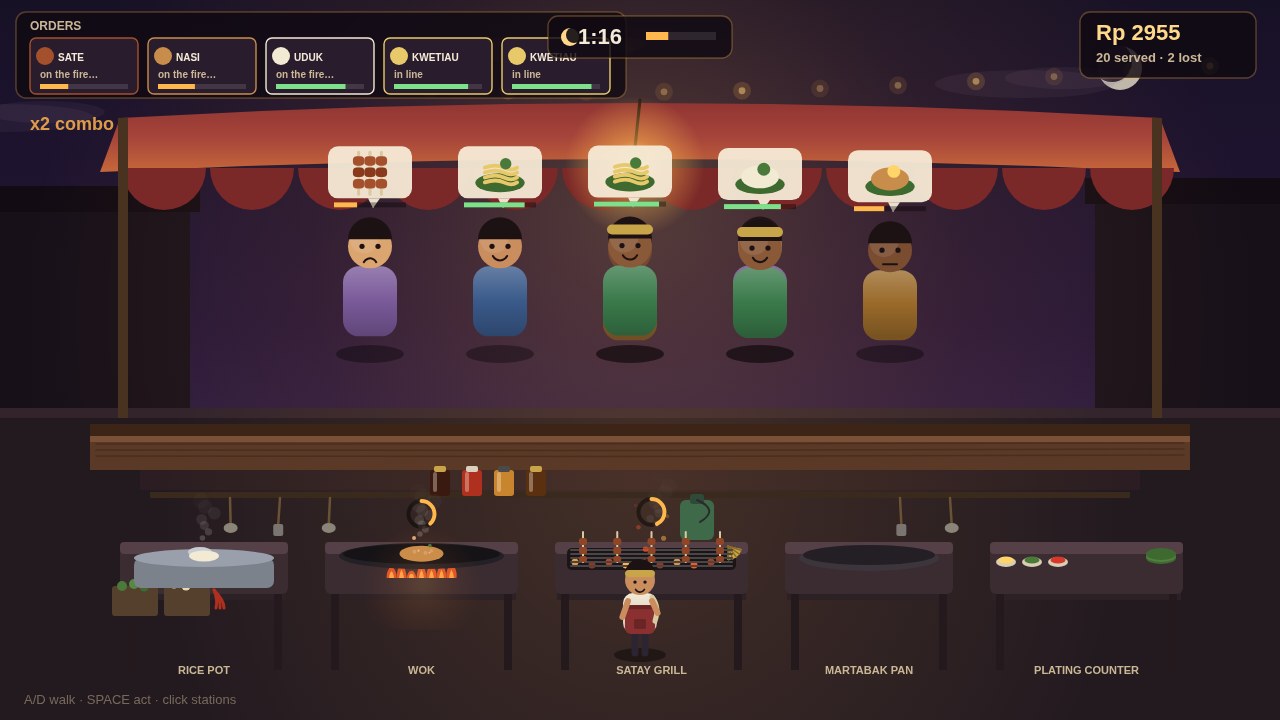 ORDERS
SATE
on the fire…
NASI
on the fire…
UDUK
on the fire…
KWETIAU
in line
KWETIAU
in line
1:16
Rp 2955
20 served · 2 lost
x2 combo
RICE POT
WOK
SATAY GRILL
MARTABAK PAN
PLATING COUNTER
A/D walk · SPACE act · click stations